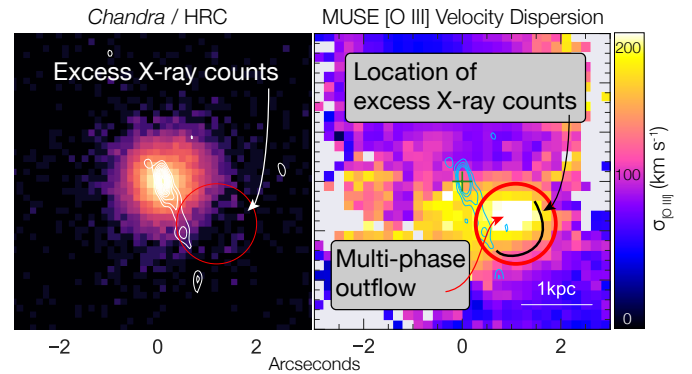 Chandra / HRC
MUSE [O III] Velocity Dispersion
Excess X-ray counts
Location of
excess X-ray counts
Multi-phase
outflow
1kpc
200
100
0
σ[O III] (km s⁻¹)
−2
0
2
−2
0
2
Arcseconds